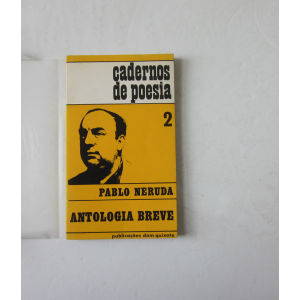 cadernos
de poesia
2
PABLO NERUDA
ANTOLOGIA BREVE
publicações dom quixote